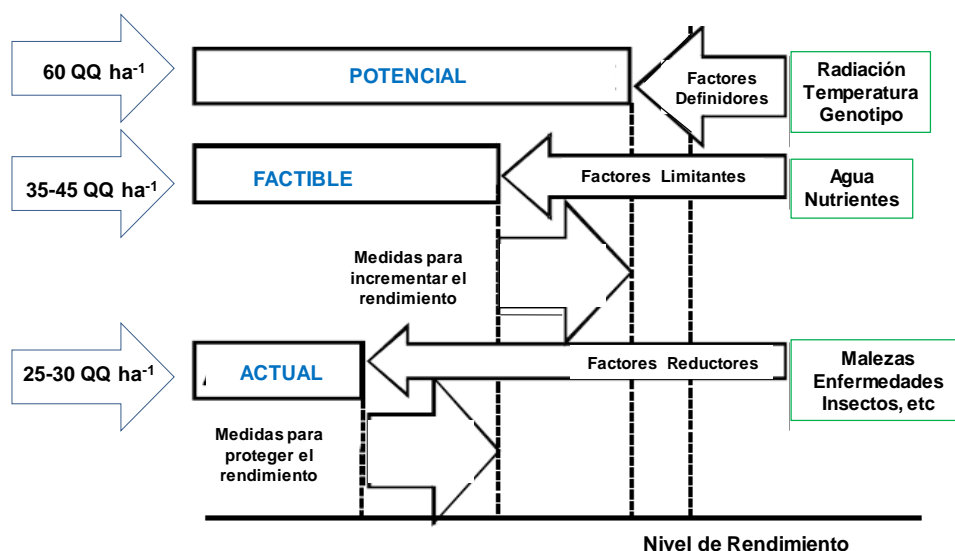 60 QQ ha-1
POTENCIAL
Factores
Definidores
Radiación
Temperatura
Genotipo
35-45 QQ ha-1
FACTIBLE
Factores Limitantes
Agua
Nutrientes
Medidas para
incrementar el
rendimiento
25-30 QQ ha-1
ACTUAL
Factores Reductores
Malezas
Enfermedades
Insectos, etc
Medidas para
proteger el
rendimiento
Nivel de Rendimiento